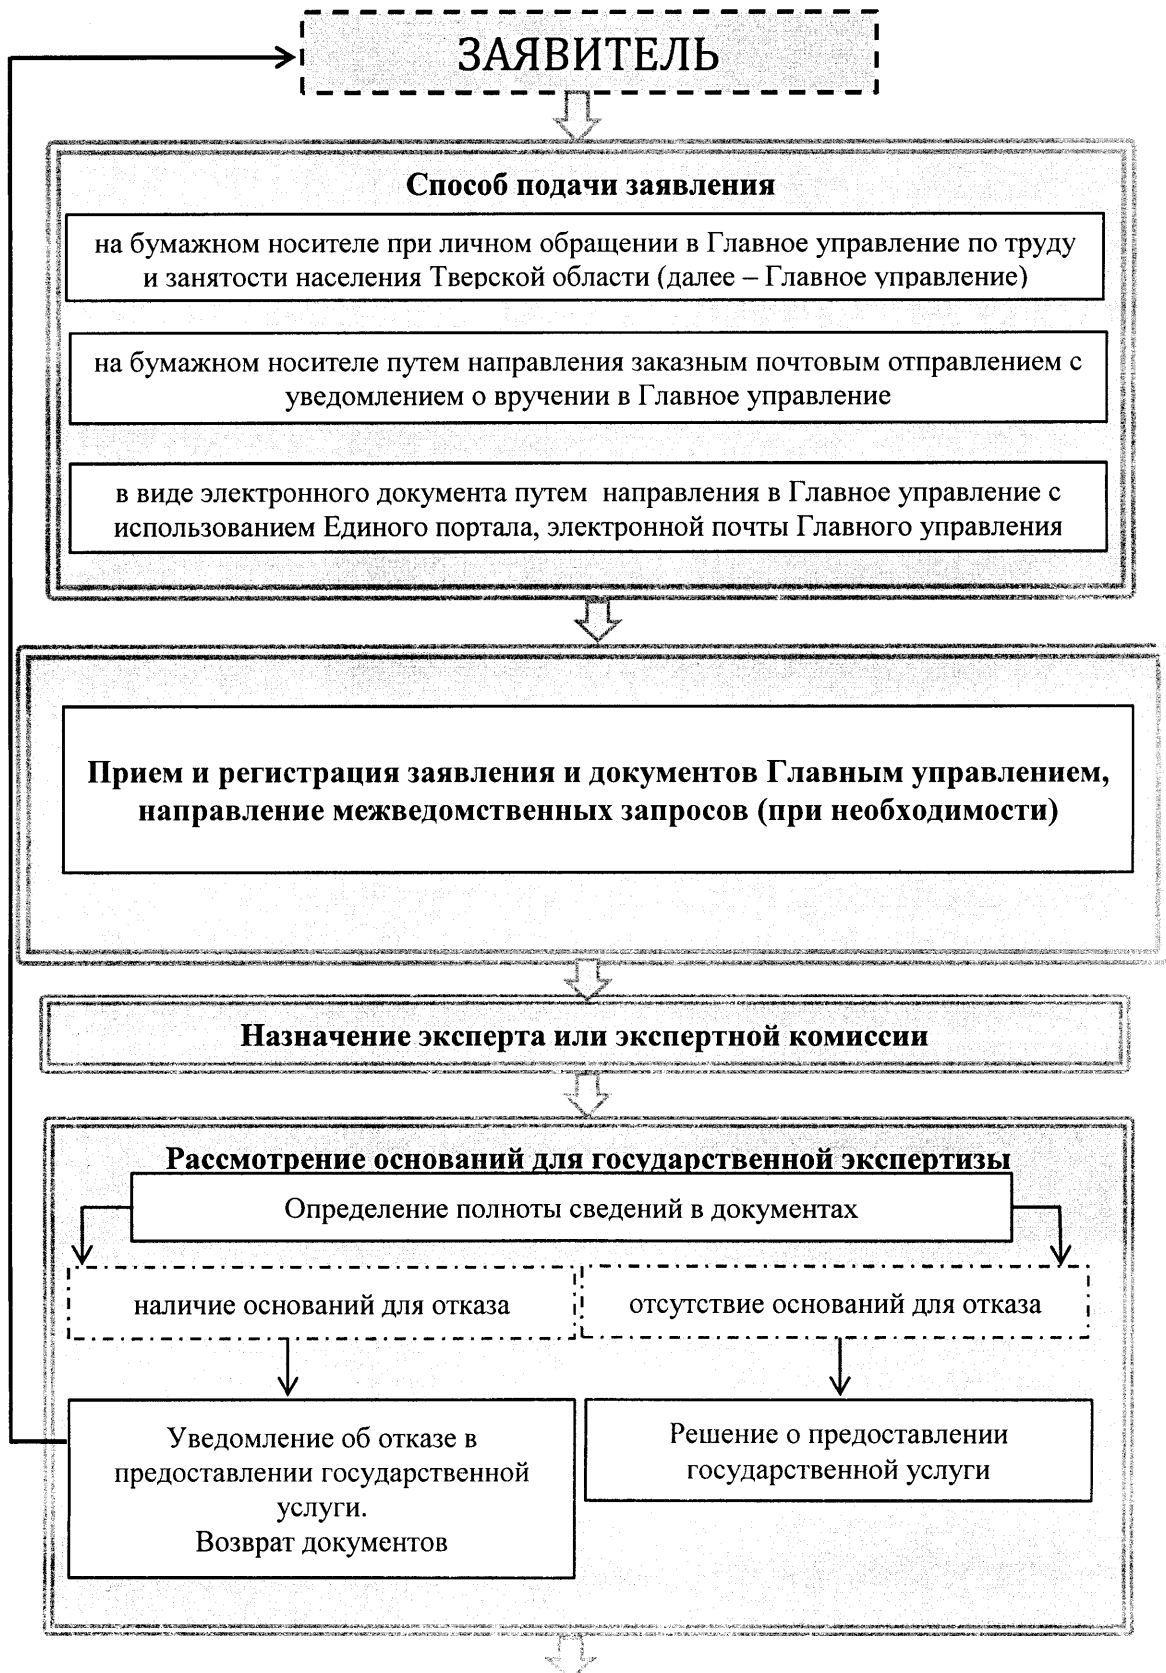 ЗАЯВИТЕЛЬ
Способ подачи заявления
на бумажном носителе при личном обращении в Главное управление по труду
и занятости населения Тверской области (далее – Главное управление)
на бумажном носителе путем направления заказным почтовым отправлением с
уведомлением о вручении в Главное управление
в виде электронного документа путем направления в Главное управление с
использованием Единого портала, электронной почты Главного управления
Прием и регистрация заявления и документов Главным управлением,
направление межведомственных запросов (при необходимости)
Назначение эксперта или экспертной комиссии
Рассмотрение оснований для государственной экспертизы
Определение полноты сведений в документах
наличие оснований для отказа
отсутствие оснований для отказа
Уведомление об отказе в
предоставлении государственной
услуги.
Возврат документов
Решение о предоставлении
государственной услуги